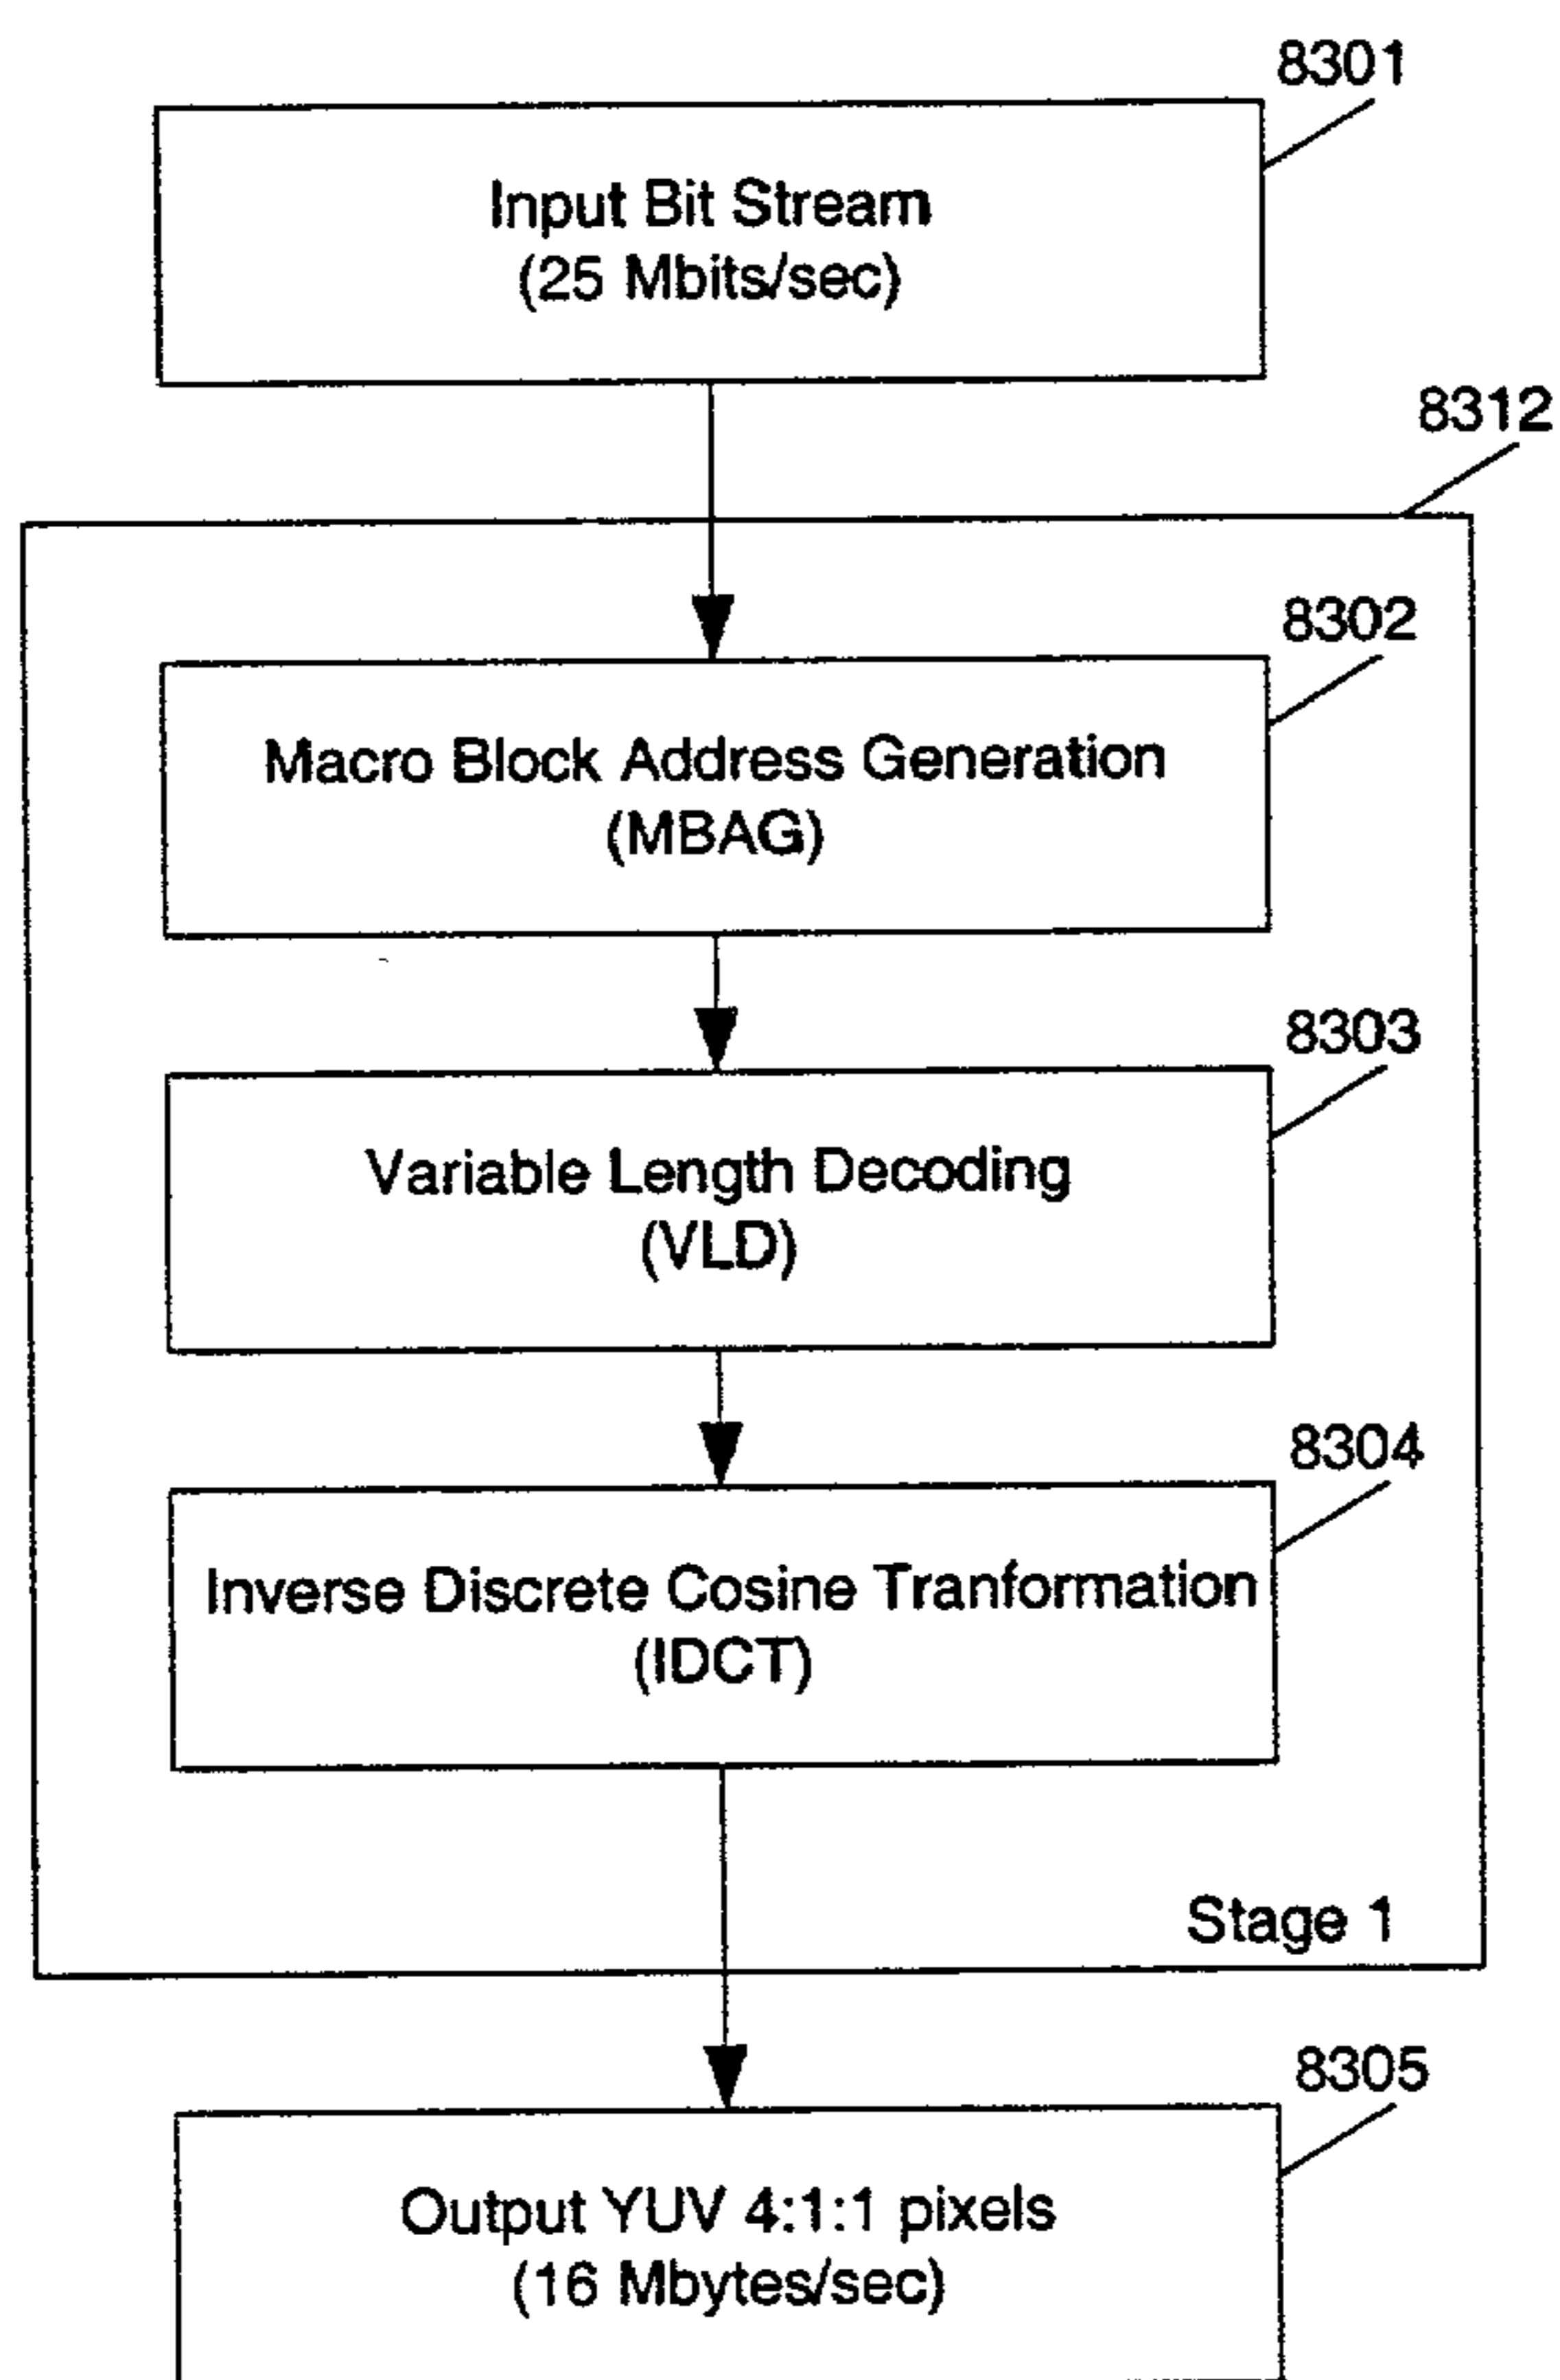 8301
Input Bit Stream
(25 Mbits/sec)
8312
8302
Macro Block Address Generation
(MBAG)
8303
Variable Length Decoding
(VLD)
8304
Inverse Discrete Cosine Tranformation
(IDCT)
Stage 1
8305
Output YUV 4:1:1 pixels
(16 Mbytes/sec)